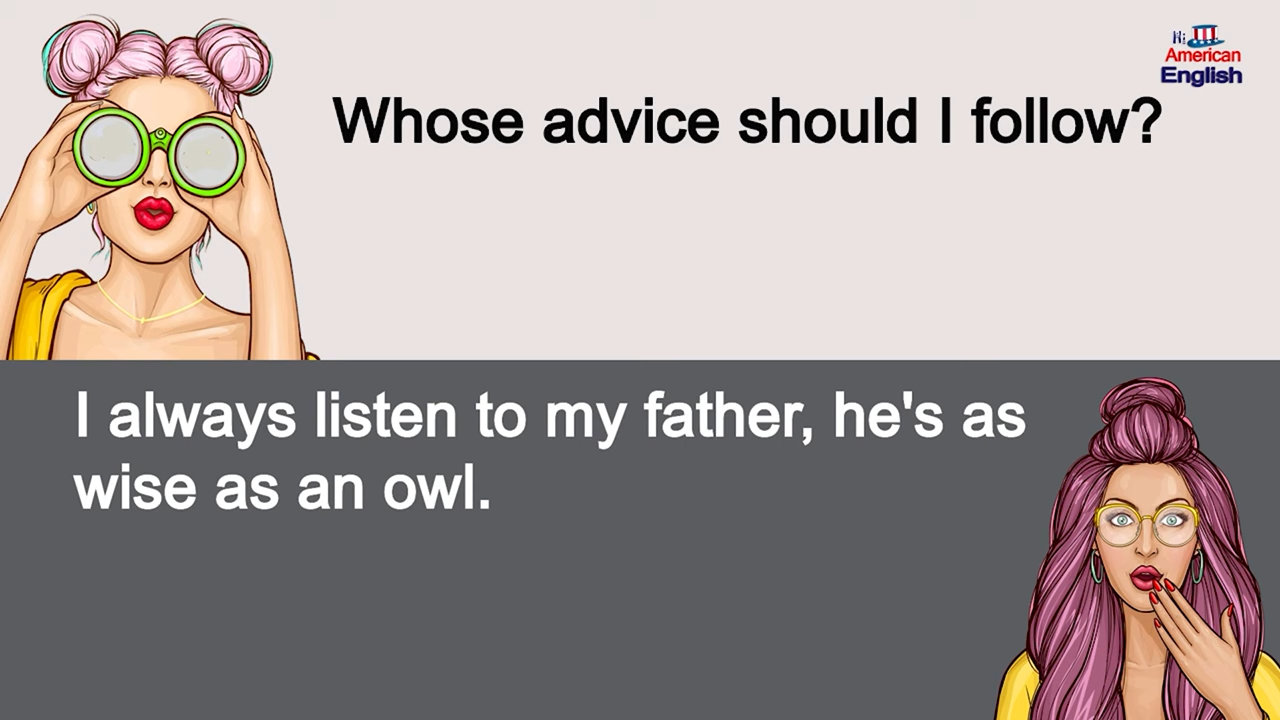 Hi
American
English
Whose advice should I follow?
I always listen to my father, he's as
wise as an owl.